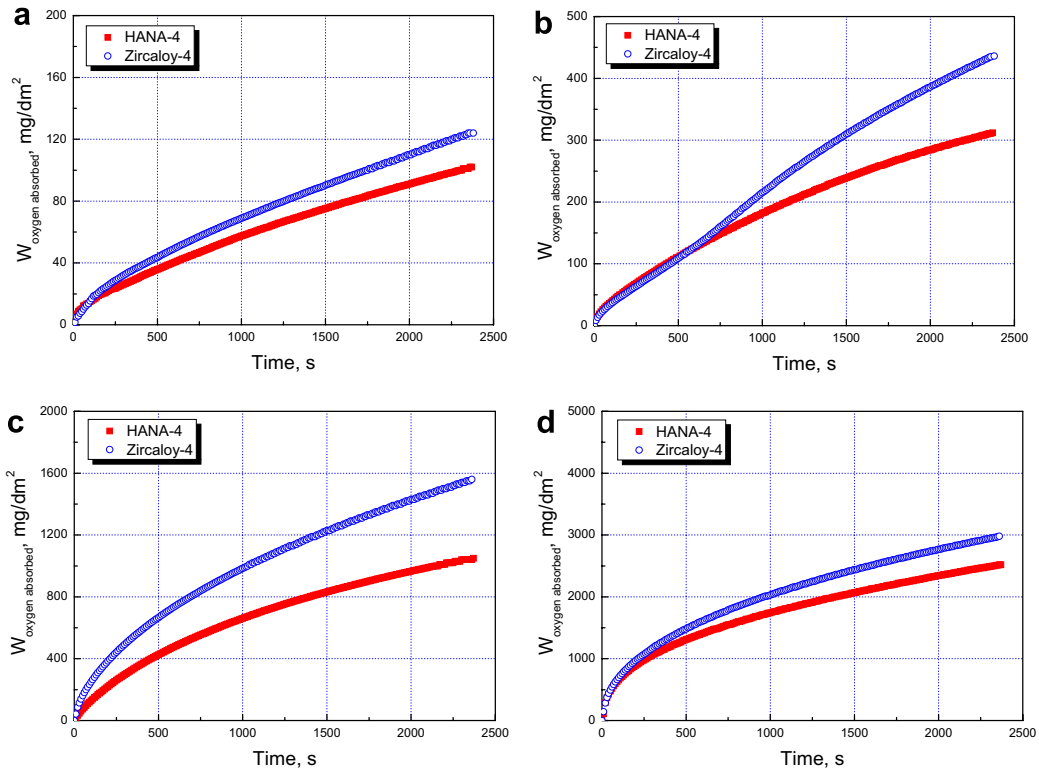 a
HANA-4
Zircaloy-4
W oxygen absorbed, mg/dm2
200
160
120
80
40
0
0 500 1000 1500 2000 2500
Time, s
b
HANA-4
Zircaloy-4
W oxygen absorbed, mg/dm2
500
400
300
200
100
0
0 500 1000 1500 2000 2500
Time, s
c
HANA-4
Zircaloy-4
W oxygen absorbed, mg/dm2
2000
1600
1200
800
400
0
0 500 1000 1500 2000 2500
Time, s
d
HANA-4
Zircaloy-4
W oxygen absorbed, mg/dm2
5000
4000
3000
2000
1000
0
0 500 1000 1500 2000 2500
Time, s